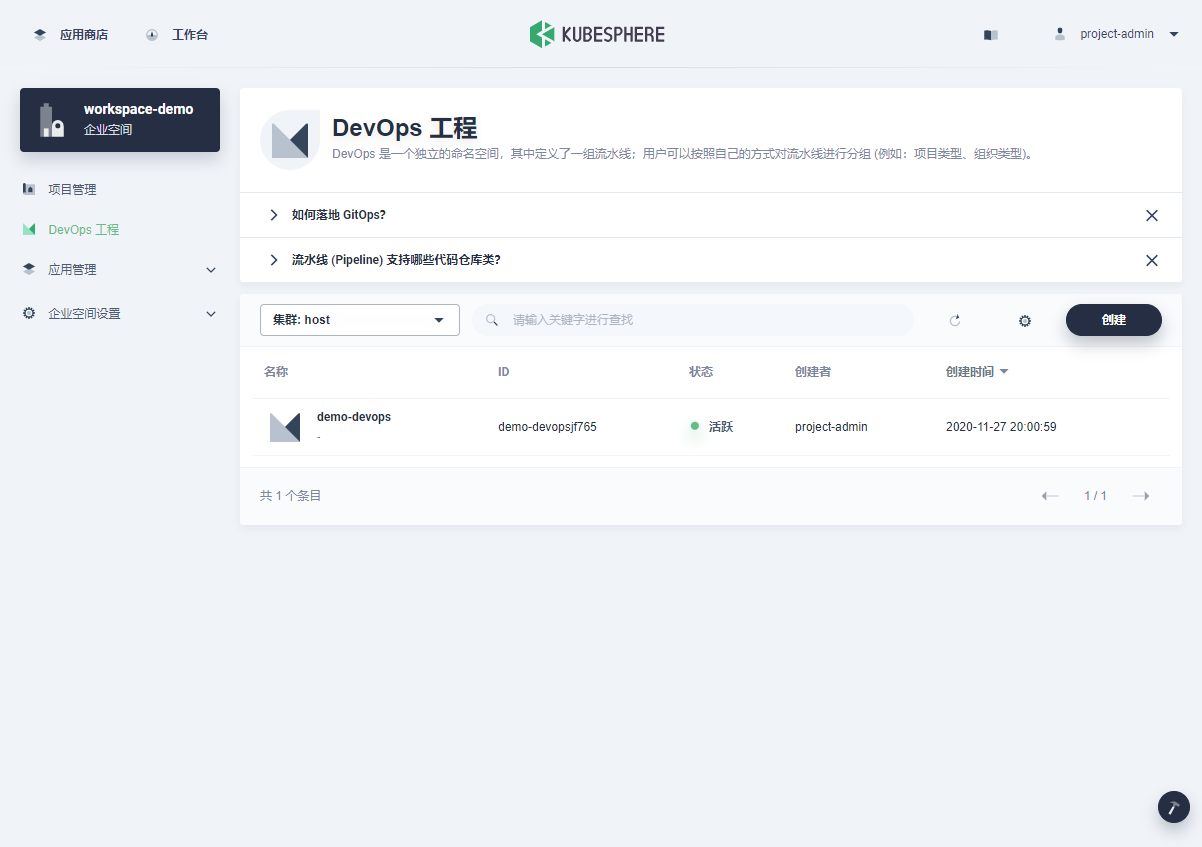 应用商店
工作台
KUBESPHERE
project-admin
workspace-demo
企业空间
项目管理
DevOps 工程
应用管理
企业空间设置
DevOps 工程
DevOps 是一个独立的命名空间，其中定义了一组流水线；用户可以按照自己的方式对流水线进行分组 (例如：项目类型、组织类型)。
如何落地 GitOps?
流水线 (Pipeline) 支持哪些代码仓库类?
集群: host
请输入关键字进行查找
创建
名称 ID 状态 创建者 创建时间
demo-devops
-
demo-devopsjf765 活跃 project-admin 2020-11-27 20:00:59
共 1 个条目
1 / 1